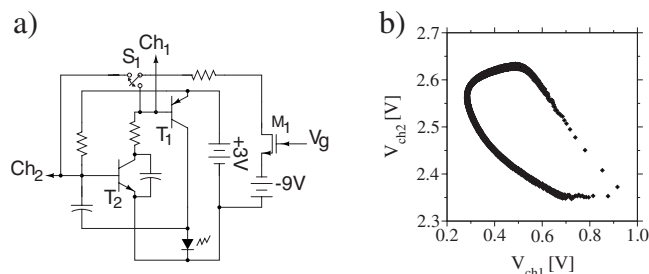 a)
S1
Ch1
T1
M1
Vg
+3V
-9V
Ch2
T2
b)
Vch2 [V]
2.7
2.6
2.5
2.4
2.3
0.2 0.4 0.6 0.8 1.0
Vch1 [V]